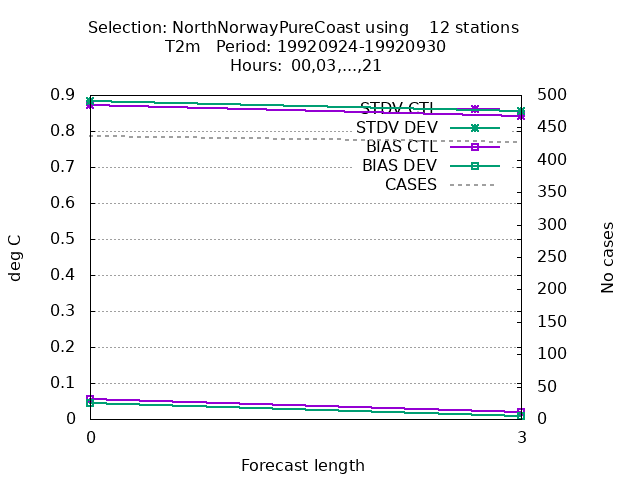 Selection: NorthNorwayPureCoast using    12 stations
T2m   Period: 19920924-19920930
Hours:  00,03,...,21
0.9
0.8
0.7
0.6
0.5
0.4
0.3
0.2
0.1
0
deg C
STDV CTL
STDV DEV
BIAS CTL
BIAS DEV
CASES
500
450
400
350
300
250
200
150
100
50
0
No cases
0
3
Forecast length